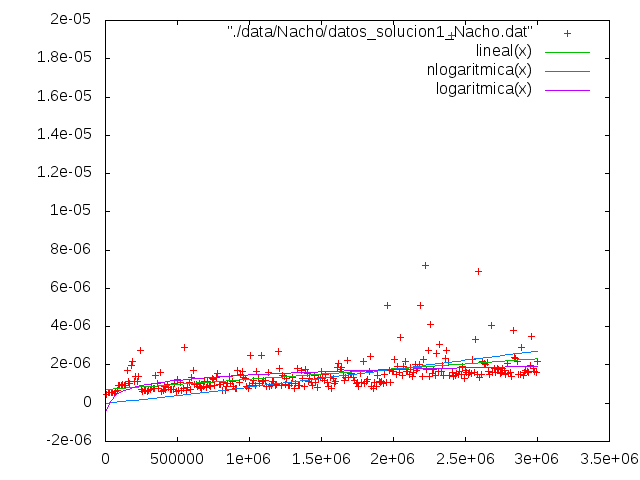 2e-05
1.8e-05
1.6e-05
1.4e-05
1.2e-05
1e-05
8e-06
6e-06
4e-06
2e-06
0
-2e-06
"./data/Nacho/datos_solucion1_Nacho.dat"
lineal(x)
nlogaritmica(x)
logaritmica(x)
0 500000 1e+06 1.5e+06 2e+06 2.5e+06 3e+06 3.5e+06